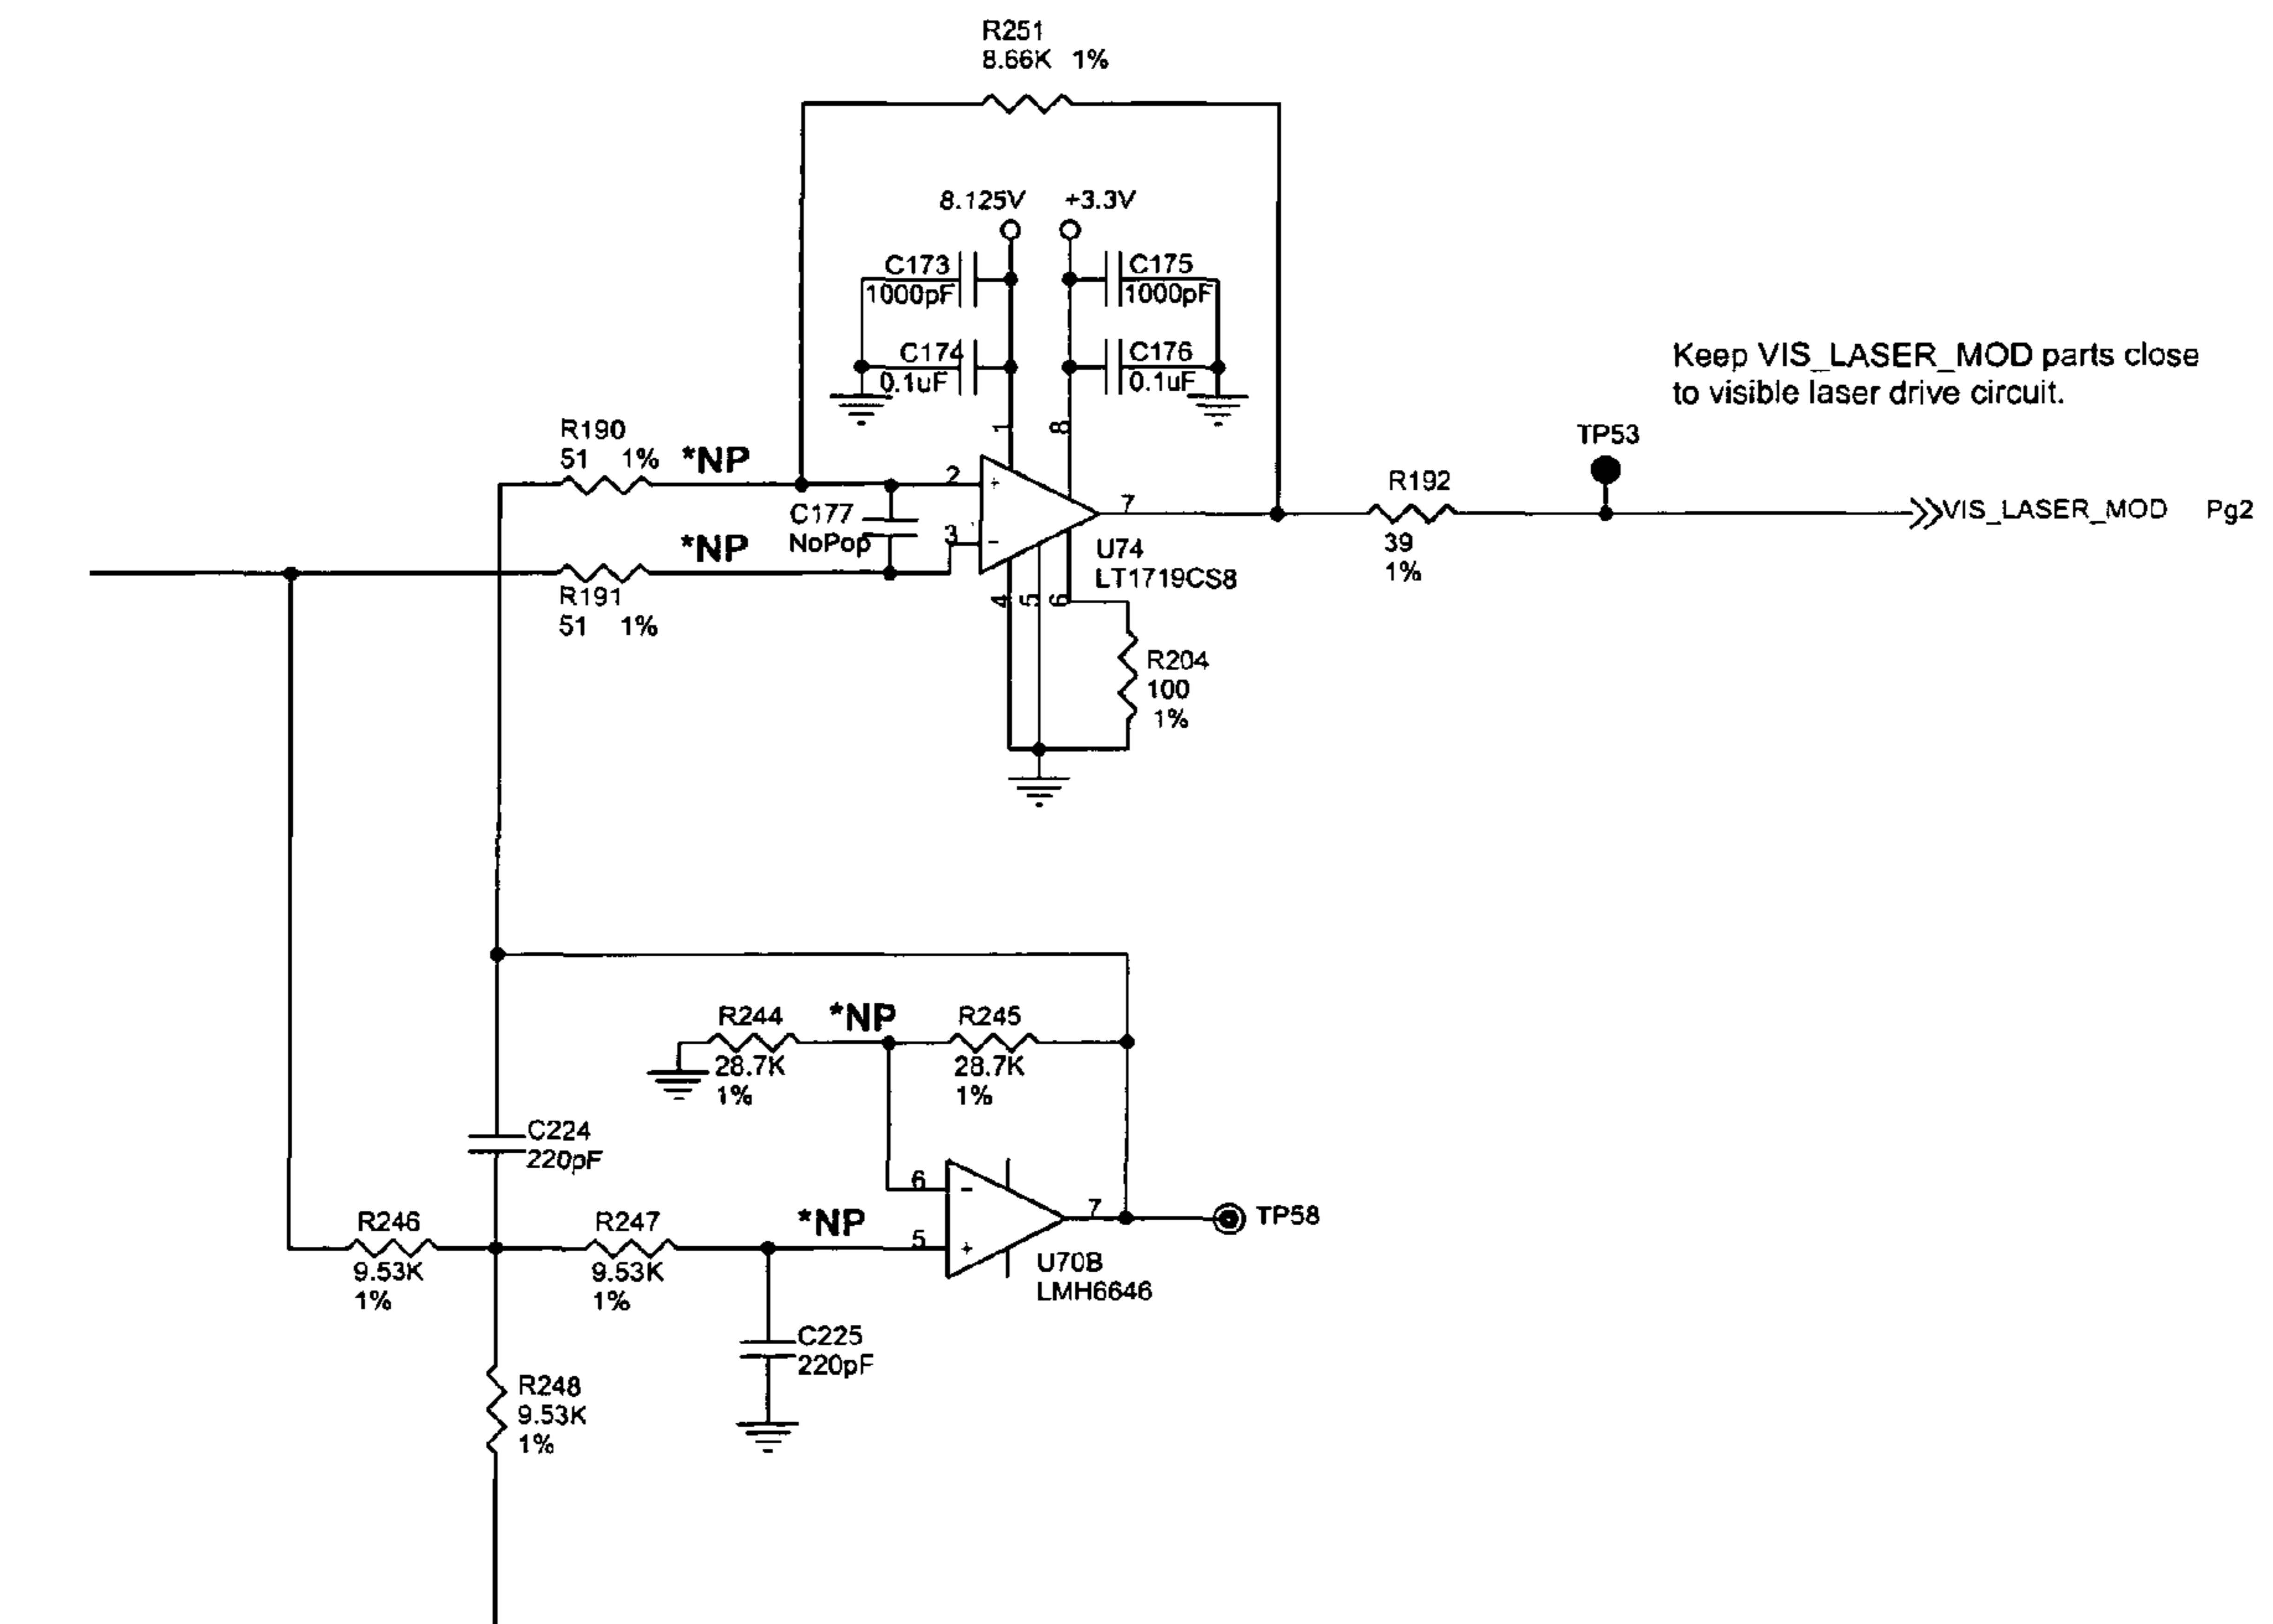 R251
8.66K 1%
8.125V +3.3V
C173
1000pF
C175
1000pF
C174
0.1uF
C176
0.1uF
Keep VIS_LASER_MOD parts close
to visible laser drive circuit.
1 8
TP53
R190
51 1% *NP
2
+
7
R192
39
1%
VIS_LASER_MOD Pg2
C177
NoPop
3
-
*NP
U74
LT1719CS8
R191
51 1%
4 5 6
R204
100
1%
R244
28.7K
1%
*NP
R245
28.7K
1%
C224
220pF
6
-
7
TP58
R246
9.53K
1%
R247
9.53K
1%
*NP
5
+
U70B
LMH6646
C225
220pF
R248
9.53K
1%